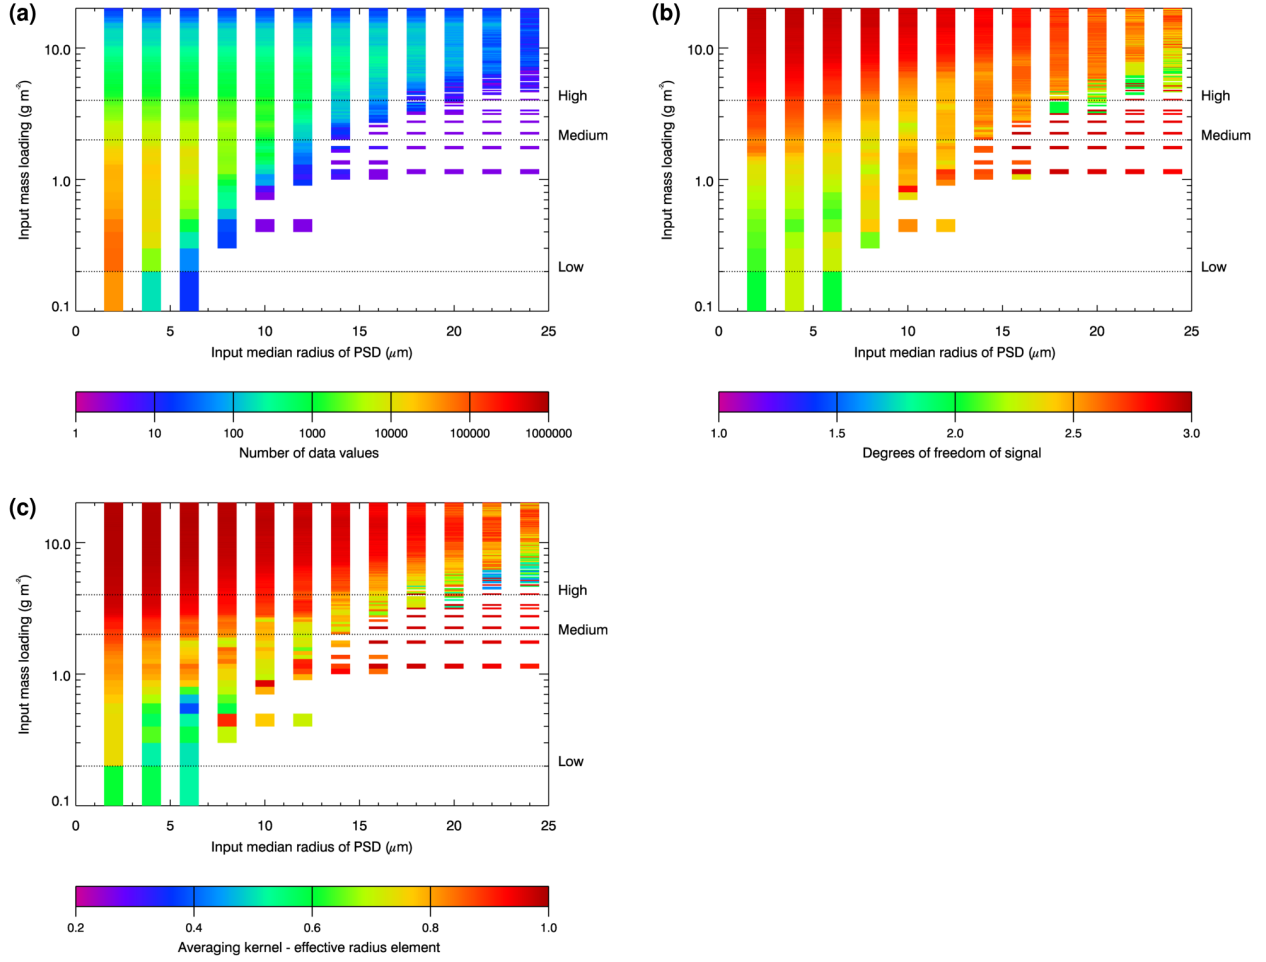 (a)
Input mass loading (g m-2)
10.0
1.0
0.1
High
Medium
Low
0 5 10 15 20 25
Input median radius of PSD (μm)
1 10 100 1000 10000 100000 1000000
Number of data values
(b)
Input mass loading (g m-2)
10.0
1.0
0.1
High
Medium
Low
0 5 10 15 20 25
Input median radius of PSD (μm)
1.0 1.5 2.0 2.5 3.0
Degrees of freedom of signal
(c)
Input mass loading (g m-2)
10.0
1.0
0.1
High
Medium
Low
0 5 10 15 20 25
Input median radius of PSD (μm)
0.2 0.4 0.6 0.8 1.0
Averaging kernel - effective radius element